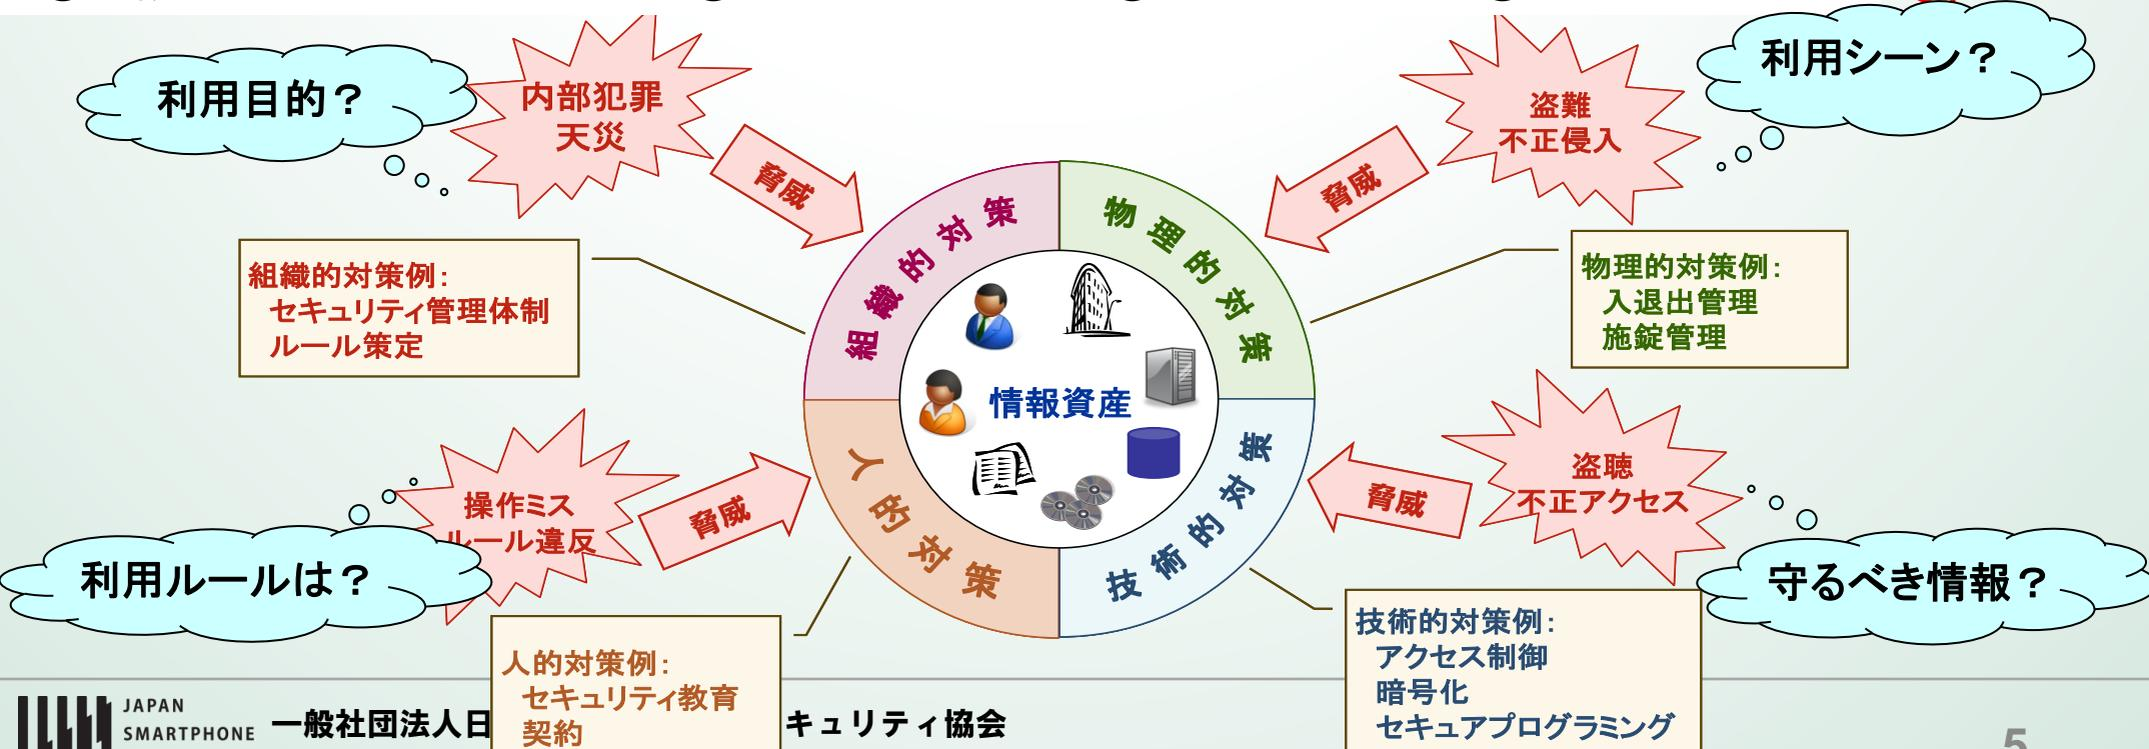 利用目的?
内部犯罪
天災
盗難
不正侵入
利用シーン?
脅威
脅威
組織的対策
物理的対策
組織的対策例:
セキュリティ管理体制
ルール策定
物理的対策例:
入退出管理
施錠管理
情報資産
操作ミス
ルール違反
脅威
脅威
盗聴
不正アクセス
人的対策
技術的対策
利用ルールは?
守るべき情報?
人的対策例:
セキュリティ教育
契約
技術的対策例:
アクセス制御
暗号化
セキュアプログラミング
JAPAN
SMARTPHONE
一般社団法人日
キュリティ協会
5